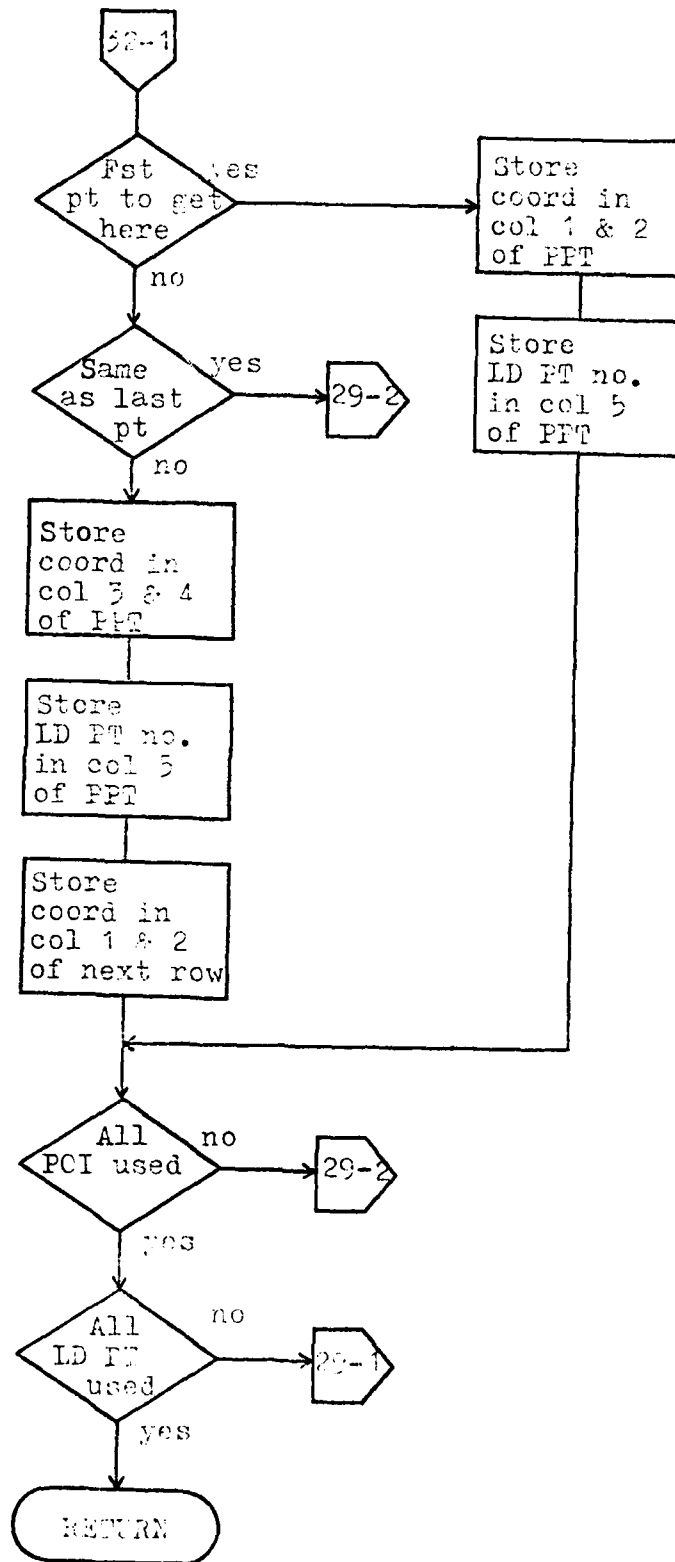 32-1
Fst
pt to get
here
yes
no
Store
coord in
col 1 & 2
of PPT
Store
LD PT no.
in col 5
of PPT
Same
as last
pt
yes
29-2
no
Store
coord in
col 3 & 4
of PPT
Store
LD PT no.
in col 5
of PPT
Store
coord in
col 1 & 2
of next row
All
PCI used
no
29-2
yes
All
LD PT
used
no
29-1
yes
RETURN